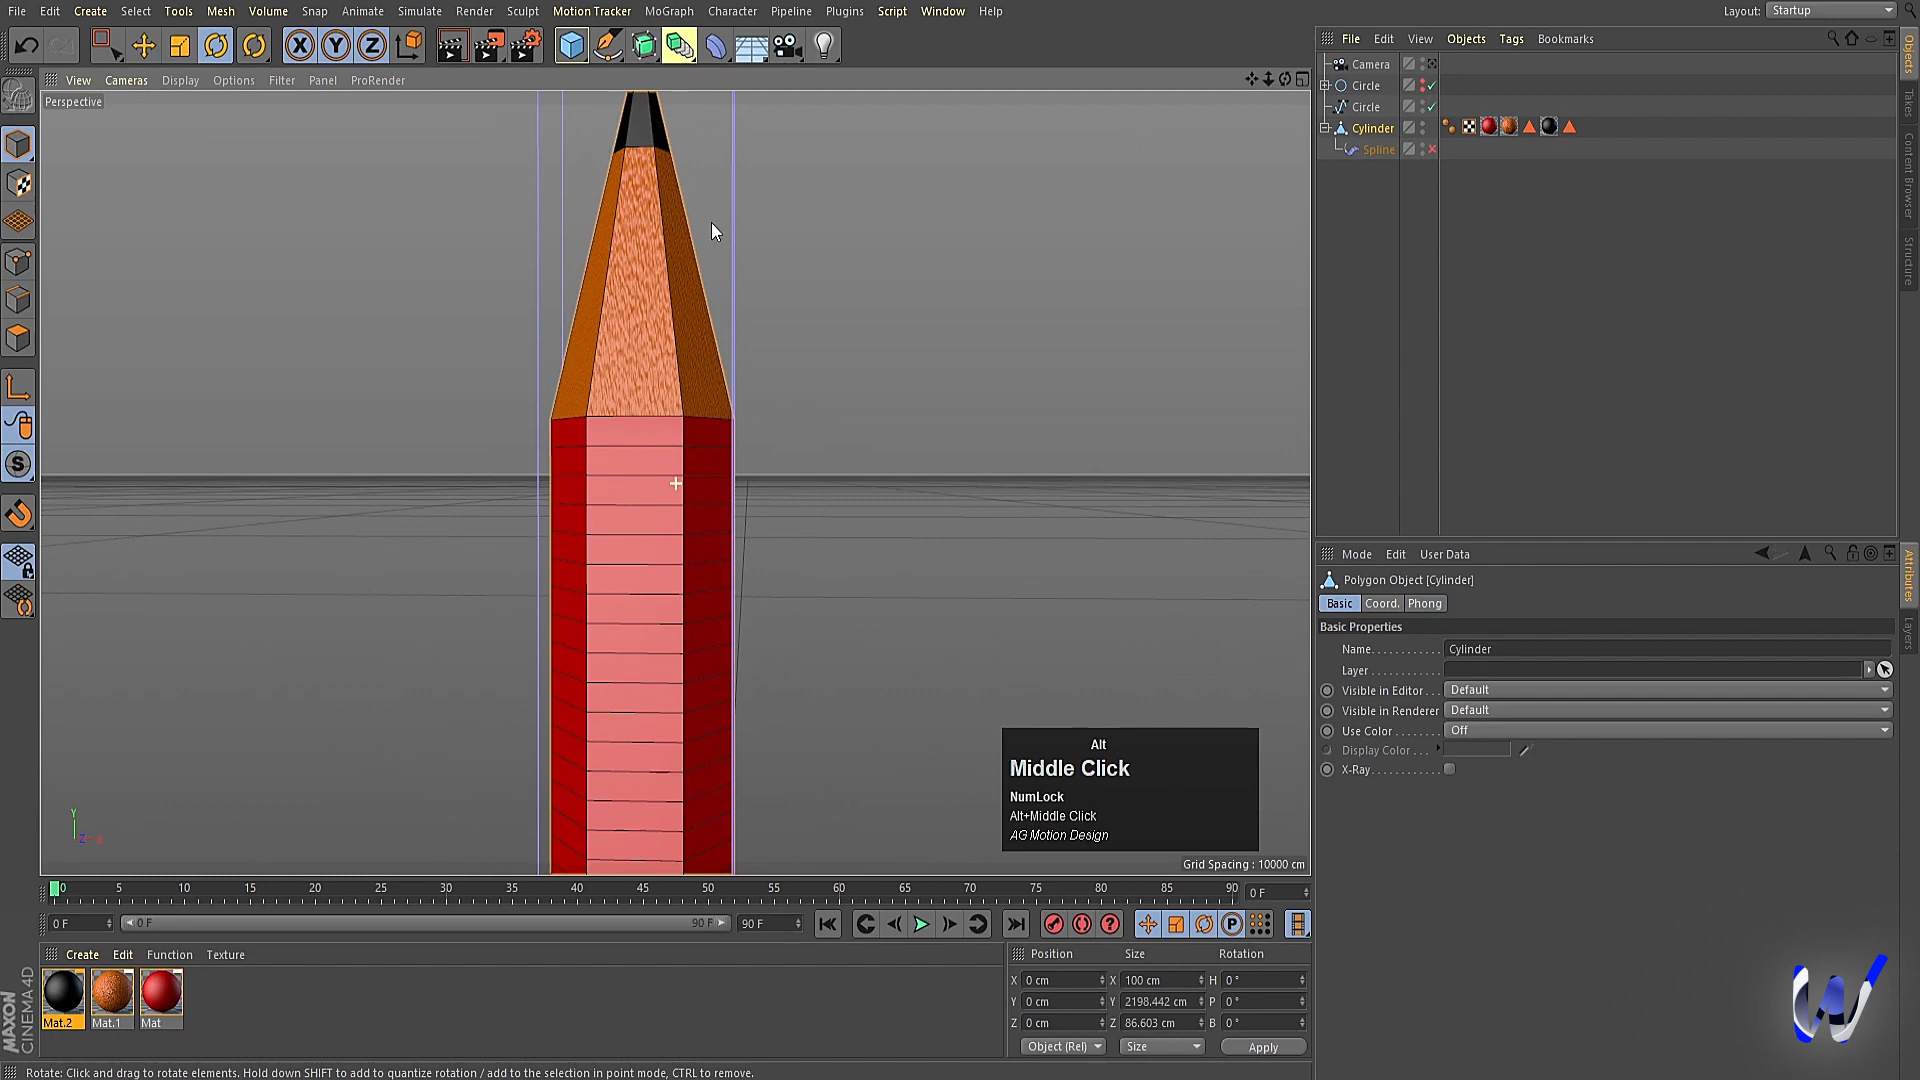 File Edit Create Select Tools Mesh Volume Snap Animate Simulate Render Sculpt Motion Tracker MoGraph Character Pipeline Plugins Script Window Help Layout: Startup
X Y Z
File Edit View Objects Tags Bookmarks
View Cameras Display Options Filter Panel ProRender
Perspective
Camera
Circle
Circle
Cylinder
Spline
Objects
Takes
Content Browser
Structure
S
Mode Edit User Data
Polygon Object [Cylinder]
Basic Coord. Phong
Basic Properties
Name. . . . . . . . . . . Cylinder
Layer. . . . . . . . . . .
Visible in Editor . . . Default
Visible in Renderer Default
Use Color . . . . . . . Off
Display Color . . .
X-Ray. . . . . . . . . . .
Attributes
Layers
Alt
Middle Click
NumLock
Alt+Middle Click
AG Motion Design
Y
Z X
Grid Spacing : 10000 cm
0 5 10 15 20 25 30 35 40 45 50 55 60 65 70 75 80 85 90 0 F
0 F 0 F 90 F 90 F P
Create Edit Function Texture
Mat.2 Mat.1 Mat
Position Size Rotation
X 0 cm X 100 cm H 0 °
Y 0 cm Y 2198.442 cm P 0 °
Z 0 cm Z 86.603 cm B 0 °
Object (Rel) Size Apply
MAXON
CINEMA4D
W
Rotate: Click and drag to rotate elements. Hold down SHIFT to add to quantize rotation / add to the selection in point mode, CTRL to remove.